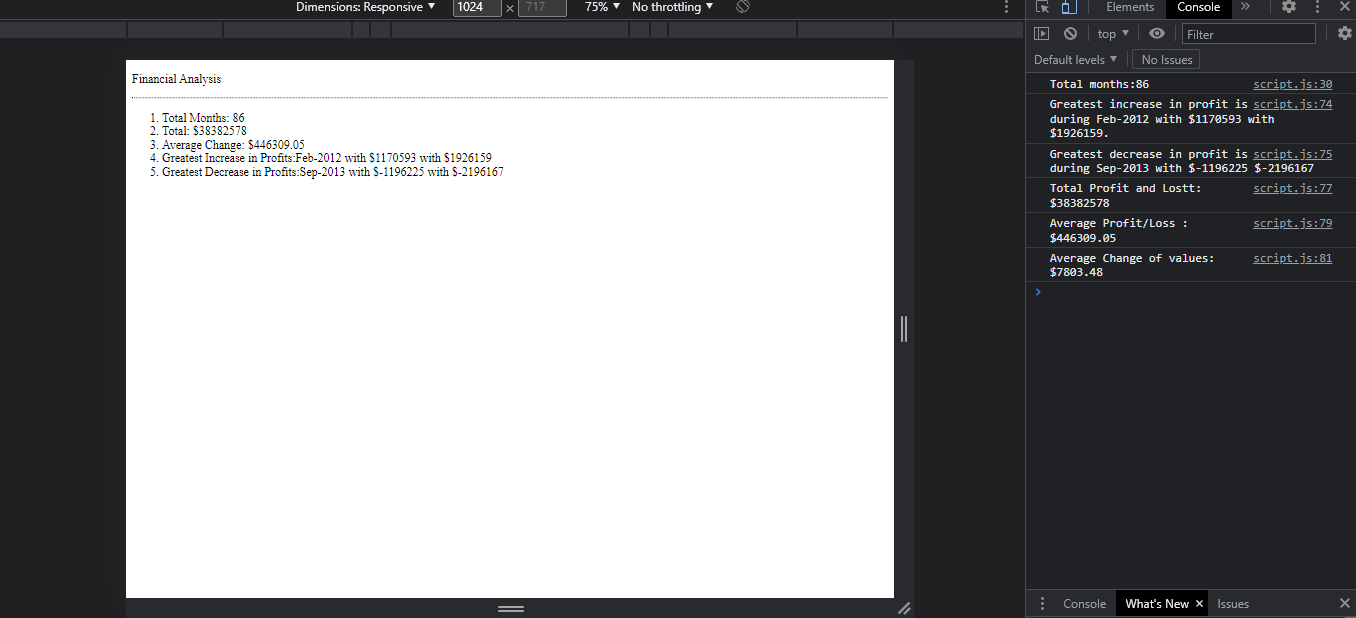 Dimensions: Responsive ▼ 1024 × 717 75% ▼ No throttling ▼
Elements Console »
top ▼ Filter
Default levels ▼ No Issues
Financial Analysis
1. Total Months: 86
2. Total: $38382578
3. Average Change: $446309.05
4. Greatest Increase in Profits:Feb-2012 with $1170593 with $1926159
5. Greatest Decrease in Profits:Sep-2013 with $-1196225 with $-2196167
Total months:86 script.js:30
Greatest increase in profit is script.js:74
during Feb-2012 with $1170593 with
$1926159.
Greatest decrease in profit is script.js:75
during Sep-2013 with $-1196225 $-2196167
Total Profit and Lostt: script.js:77
$38382578
Average Profit/Loss : script.js:79
$446309.05
Average Change of values: script.js:81
$7803.48
›
Console What's New × Issues